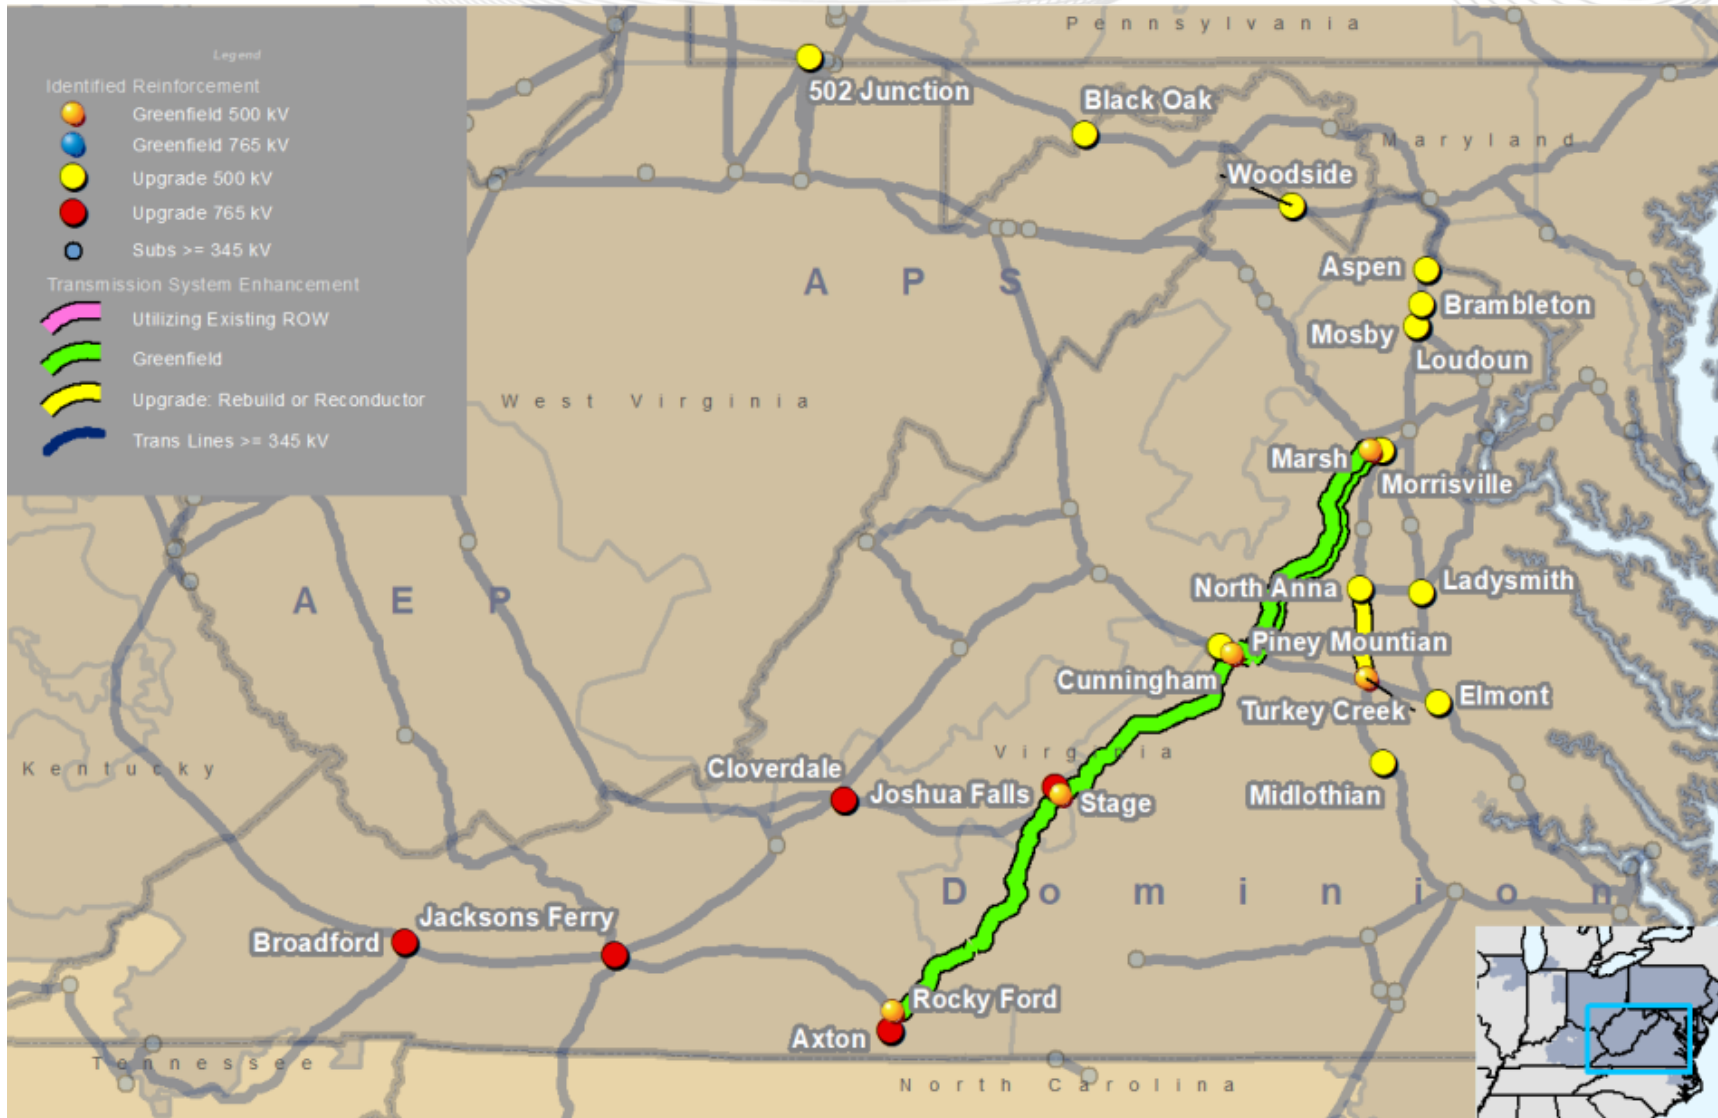 Legend
Identified Reinforcement
Greenfield 500 kV
Greenfield 765 kV
Upgrade 500 kV
Upgrade 765 kV
Subs >= 345 kV
Transmission System Enhancement
Utilizing Existing ROW
Greenfield
Upgrade: Rebuild or Reconductor
Trans Lines >= 345 kV
Pennsylvania
502 Junction
Black Oak
Maryland
Woodside
Aspen
APS
Brambleton
Mosby
Loudoun
West Virginia
Marsh
Morrisville
AEP
North Anna
Ladysmith
Piney Mountian
Cunningham
Turkey Creek
Elmont
Virginia
Kentucky
Cloverdale
Joshua Falls
Stage
Midlothian
Dominion
Jacksons Ferry
Broadford
Rocky Ford
Axton
Tennessee
North Carolina